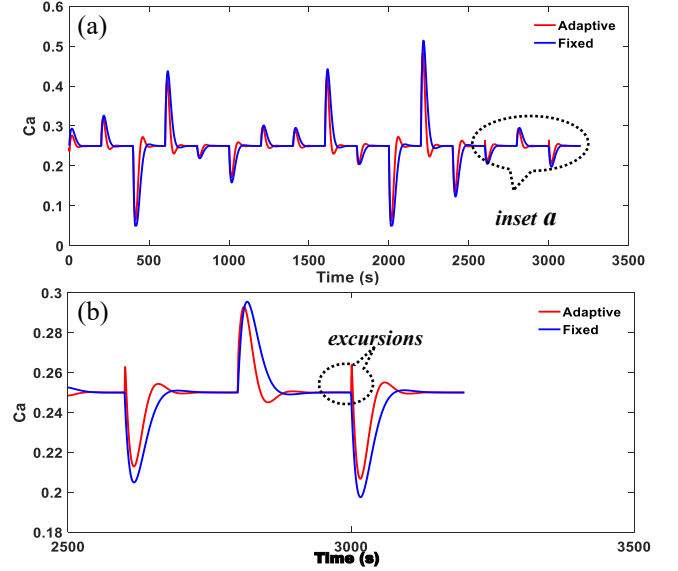 (a)
0.6
0.5
0.4
0.3
0.2
0.1
0
Ca
Adaptive
Fixed
inset a
0 500 1000 1500 2000 2500 3000 3500
Time (s)
(b)
0.3
0.28
0.26
0.24
0.22
0.2
0.18
Ca
Adaptive
Fixed
excursions
2500 3000 3500
Time (s)